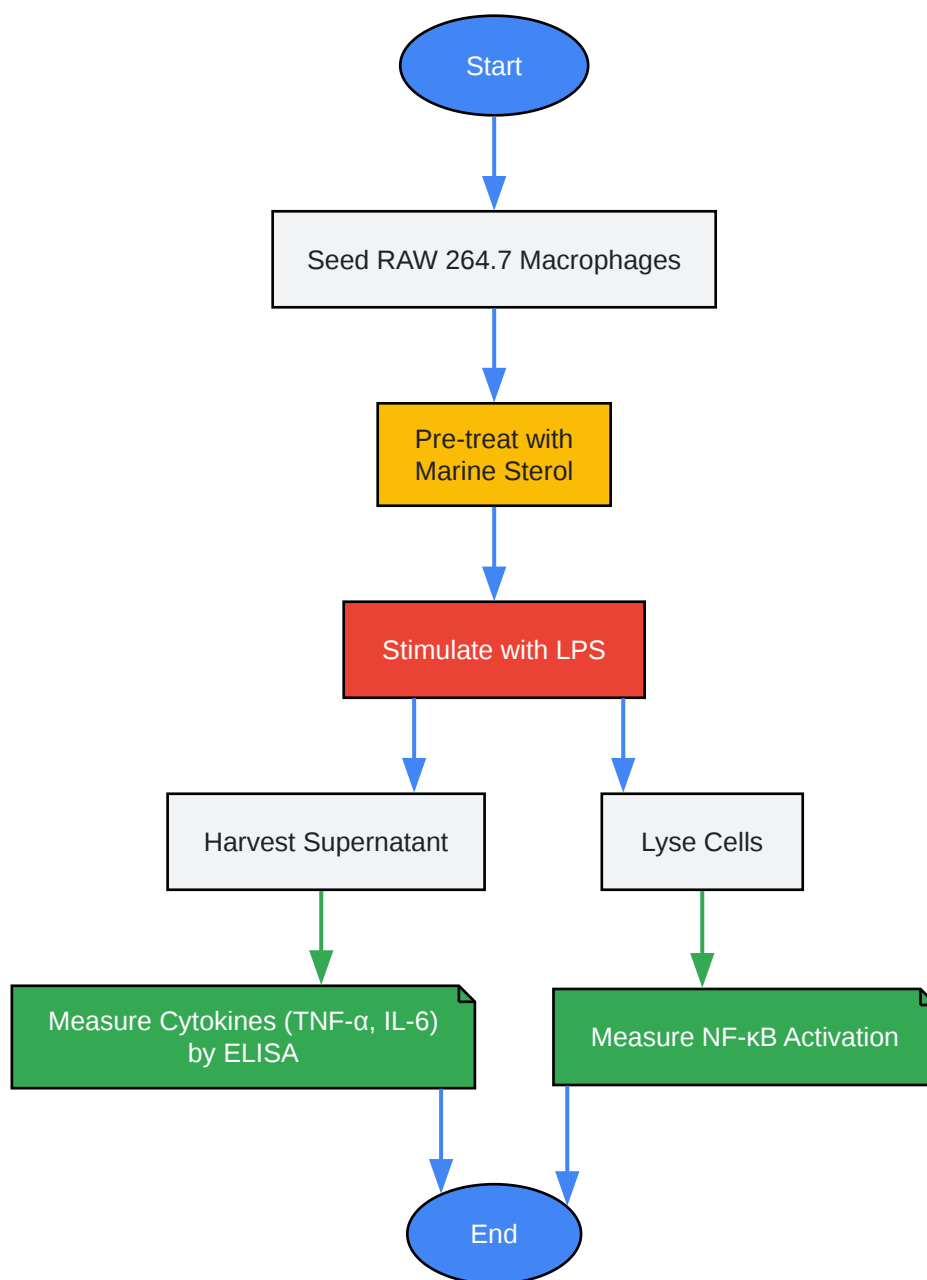 Start
Seed RAW 264.7 Macrophages
Pre-treat with
Marine Sterol
Stimulate with LPS
Harvest Supernatant
Lyse Cells
Measure Cytokines (TNF-α, IL-6)
by ELISA
Measure NF-κB Activation
End